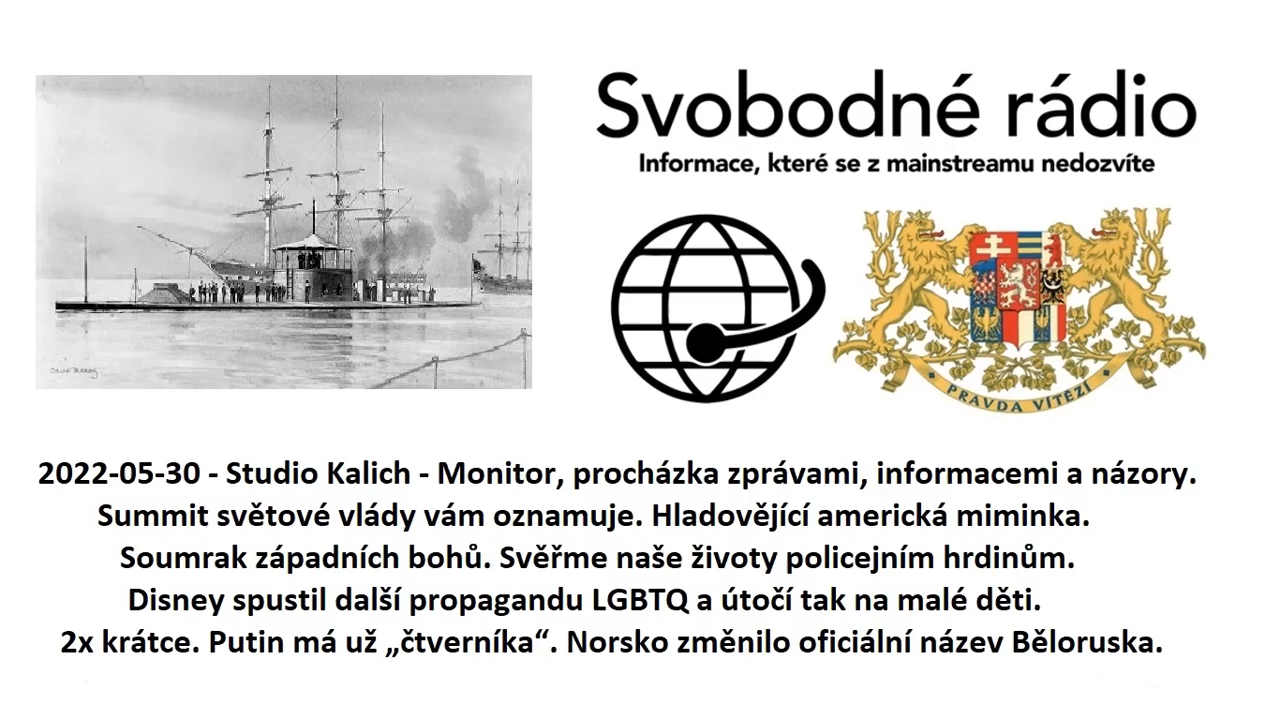 Svobodné rádio
Informace, které se z mainstreamu nedozvíte
PRAVDA VÍTĚZÍ
2022-05-30 - Studio Kalich - Monitor, procházka zprávami, informacemi a názory.
Summit světové vlády vám oznamuje. Hladovějící americká miminka.
Soumrak západních bohů. Svěřme naše životy policejním hrdinům.
Disney spustil další propagandu LGBTQ a útočí tak na malé děti.
2x krátce. Putin má už „čtverníka“. Norsko změnilo oficiální název Běloruska.